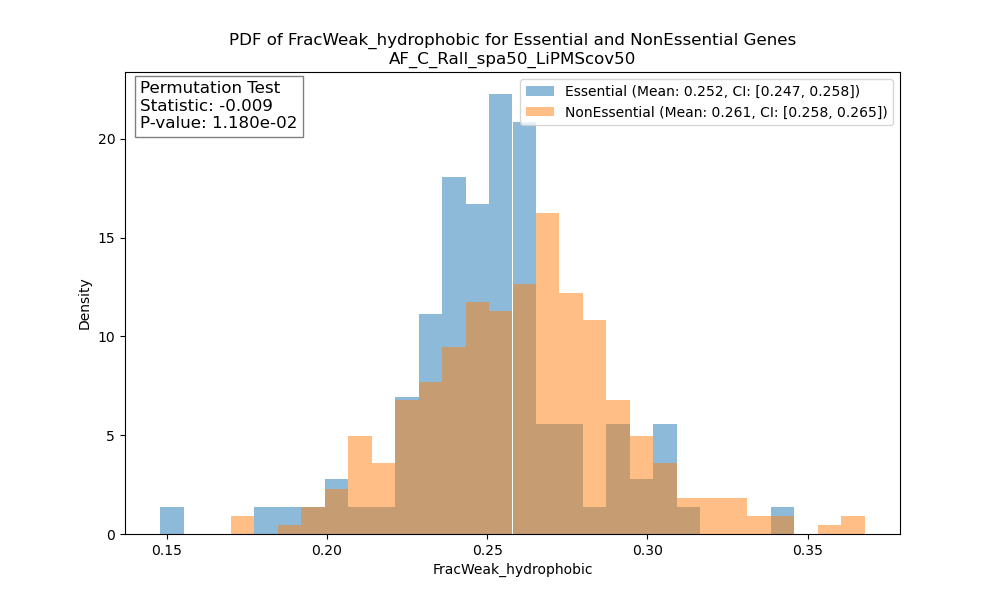 PDF of FracWeak_hydrophobic for Essential and NonEssential Genes
AF_C_Rall_spa50_LiPMScov50
Permutation Test
Statistic: -0.009
P-value: 1.180e-02
Essential (Mean: 0.252, CI: [0.247, 0.258])
NonEssential (Mean: 0.261, CI: [0.258, 0.265])
Density
20
15
10
5
0
0.15
0.20
0.25
0.30
0.35
FracWeak_hydrophobic